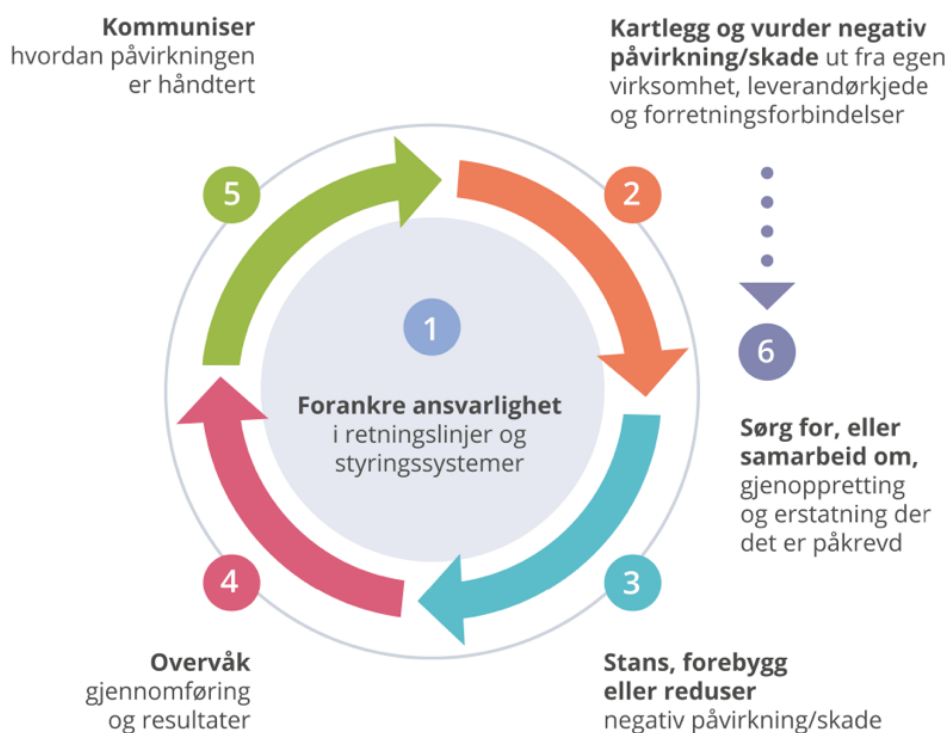 Kommuniser
hvordan påvirkningen
er håndtert
5
Kartlegg og vurder negativ
påvirkning/skade ut fra egen
virksomhet, leverandørkjede
og forretningsforbindelser
2
1
Forankre ansvarlighet
i retningslinjer og
styringssystemer
6
Sørg for, eller
samarbeid om,
gjenoppretting
og erstatning der
det er påkrevd
4
Overvåk
gjennomføring
og resultater
3
Stans, forebygg
eller reduser
negativ påvirkning/skade